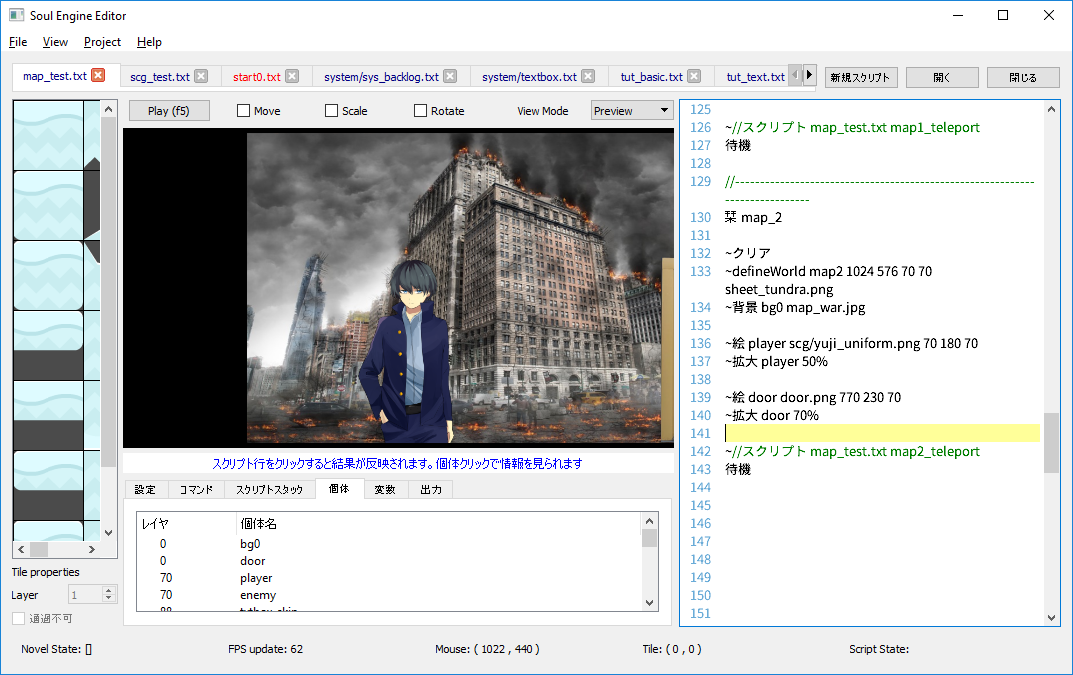 Soul Engine Editor
File View Project Help
map_test.txt scg_test.txt start0.txt system/sys_backlog.txt system/textbox.txt tut_basic.txt tut_text.txt 新規スクリプト 開く 閉じる
Play (f5) Move Scale Rotate View Mode Preview
125
126 ~//スクリプト map_test.txt map1_teleport
127 待機
128
129 //------------------------------------------------------------
-----------------
130 栞 map_2
131
132 ~クリア
133 ~defineWorld map2 1024 576 70 70
sheet_tundra.png
134 ~背景 bg0 map_war.jpg
135
136 ~絵 player scg/yuji_uniform.png 70 180 70
137 ~拡大 player 50%
138
139 ~絵 door door.png 770 230 70
140 ~拡大 door 70%
141
142 ~//スクリプト map_test.txt map2_teleport
143 待機
144
145
146
147
148
149
150
151
スクリプト行をクリックすると結果が反映されます。個体クリックで情報を見られます
設定 コマンド スクリプトスタック 個体 変数 出力
レイヤ 個体名
0 bg0
0 door
70 player
70 enemy
Tile properties
Layer 1
通過不可
Novel State: [] FPS update: 62 Mouse: ( 1022 , 440 ) Tile: ( 0 , 0 ) Script State: